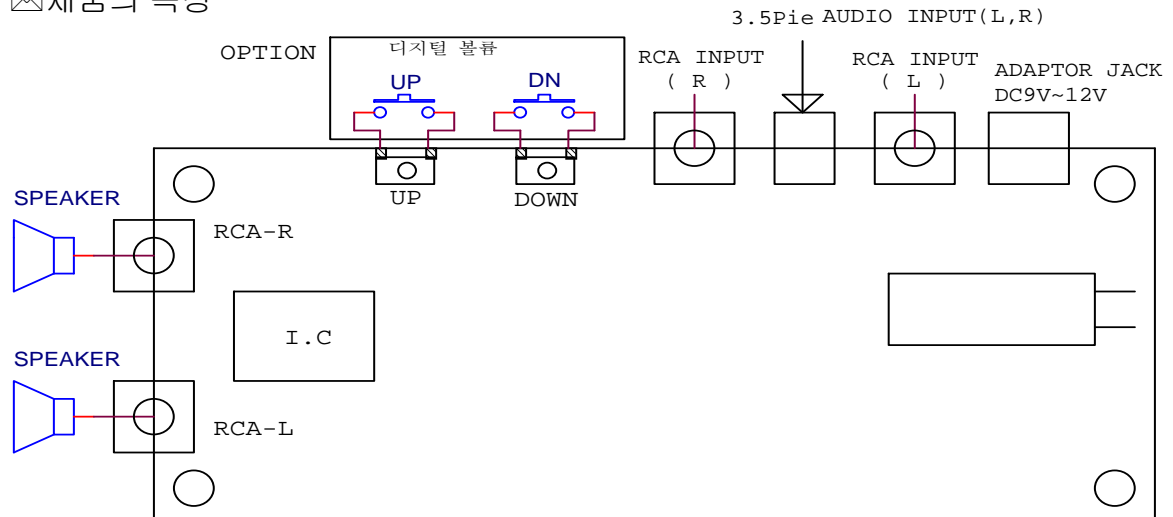 3.5Pie AUDIO INPUT(L,R)
OPTION
디지털 볼륨
UP
DN
RCA INPUT
( R )
RCA INPUT
( L )
ADAPTOR JACK
DC9V~12V
UP
DOWN
SPEAKER
RCA-R
I.C
SPEAKER
RCA-L